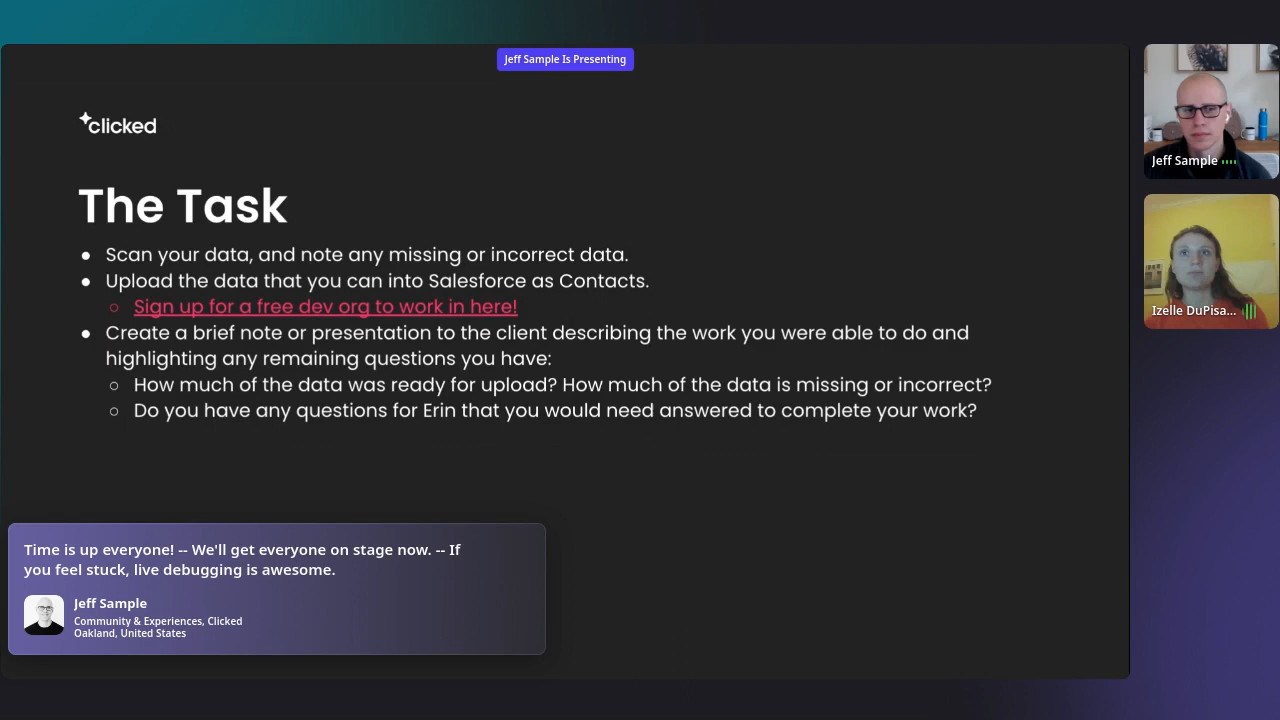 Jeff Sample Is Presenting
clicked
The Task
● Scan your data, and note any missing or incorrect data.
● Upload the data that you can into Salesforce as Contacts.
○ Sign up for a free dev org to work in here!
● Create a brief note or presentation to the client describing the work you were able to do and
highlighting any remaining questions you have:
○ How much of the data was ready for upload? How much of the data is missing or incorrect?
○ Do you have any questions for Erin that you would need answered to complete your work?
Time is up everyone! -- We'll get everyone on stage now. -- If
you feel stuck, live debugging is awesome.
Jeff Sample
Community & Experiences, Clicked
Oakland, United States
Jeff Sample
Izelle DuPisa...